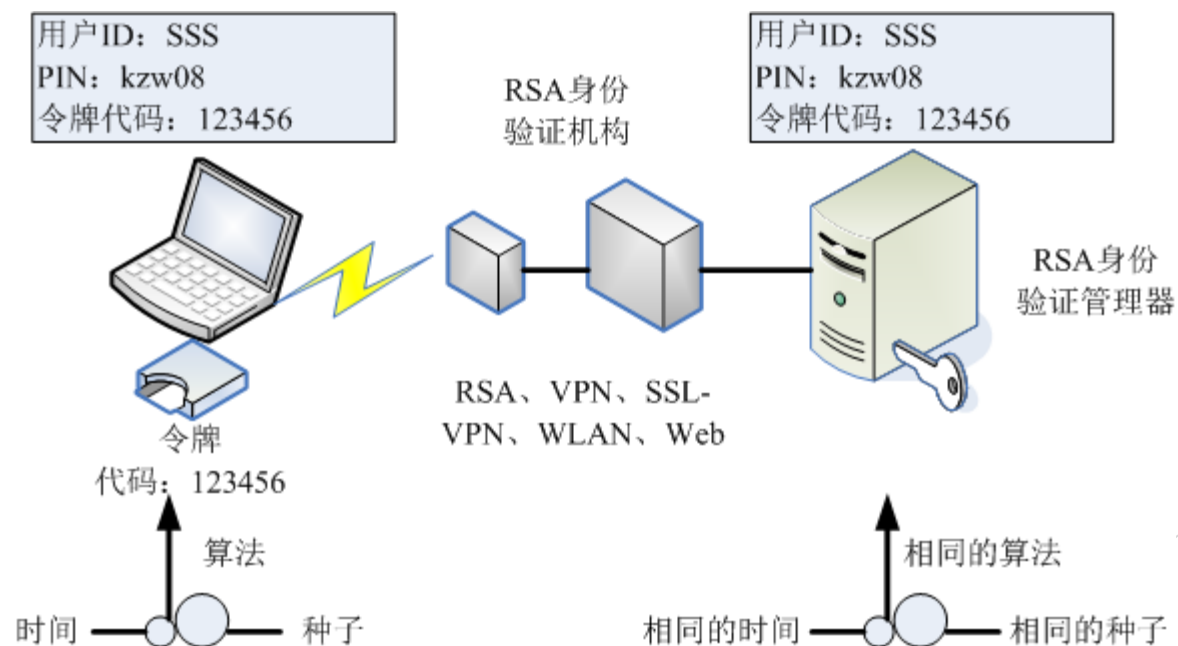 用户ID：SSS
PIN：kzw08
令牌代码：123456
RSA身份
验证机构
用户ID：SSS
PIN：kzw08
令牌代码：123456
RSA身份
验证管理器
RSA、VPN、SSL-
VPN、WLAN、Web
令牌
代码：123456
算法
时间
种子
相同的算法
相同的时间
相同的种子